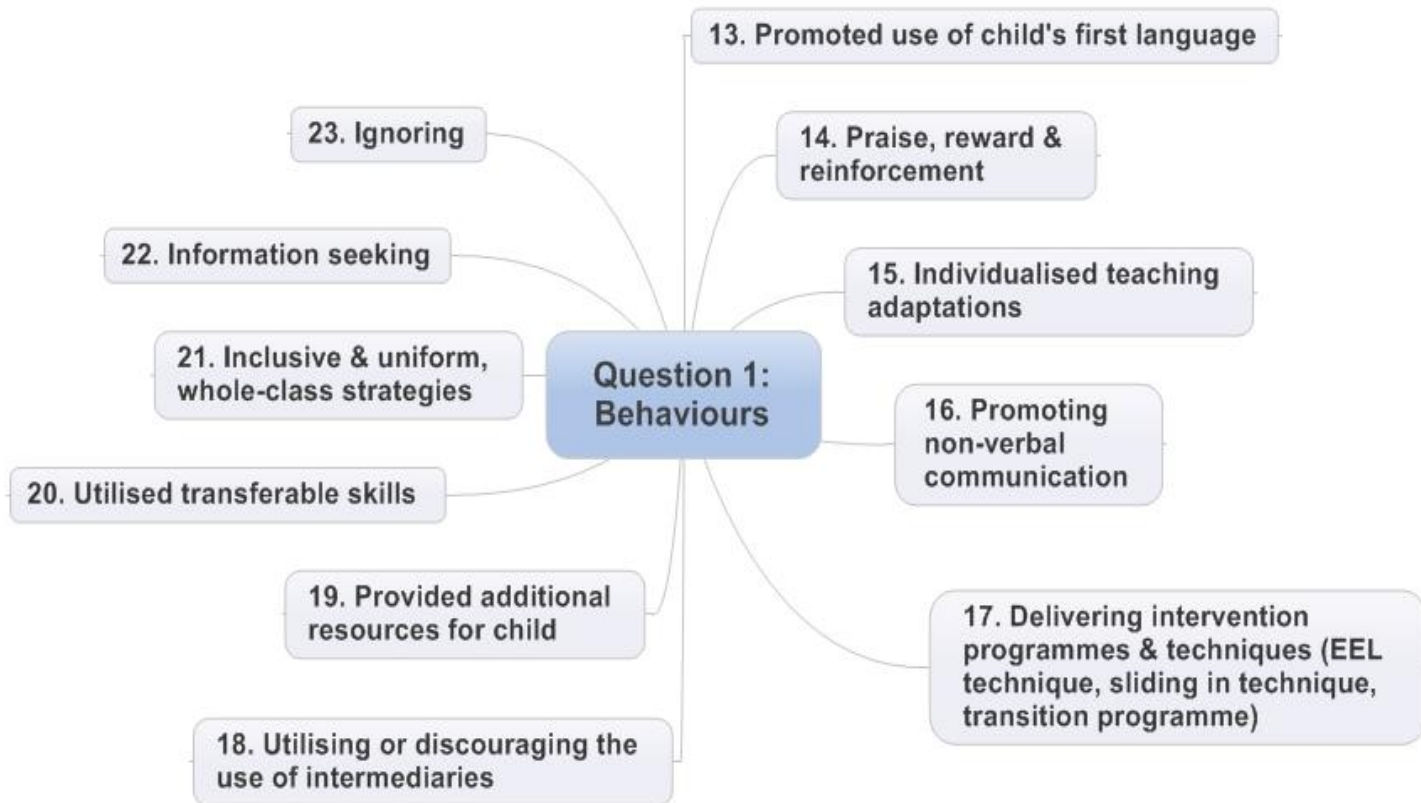 13. Promoted use of child's first language
14. Praise, reward &
reinforcement
15. Individualised teaching
adaptations
16. Promoting
non-verbal
communication
17. Delivering intervention
programmes & techniques (EEL
technique, sliding in technique,
transition programme)
18. Utilising or discouraging the
use of intermediaries
19. Provided additional
resources for child
20. Utilised transferable skills
21. Inclusive & uniform,
whole-class strategies
22. Information seeking
23. Ignoring
Question 1:
Behaviours